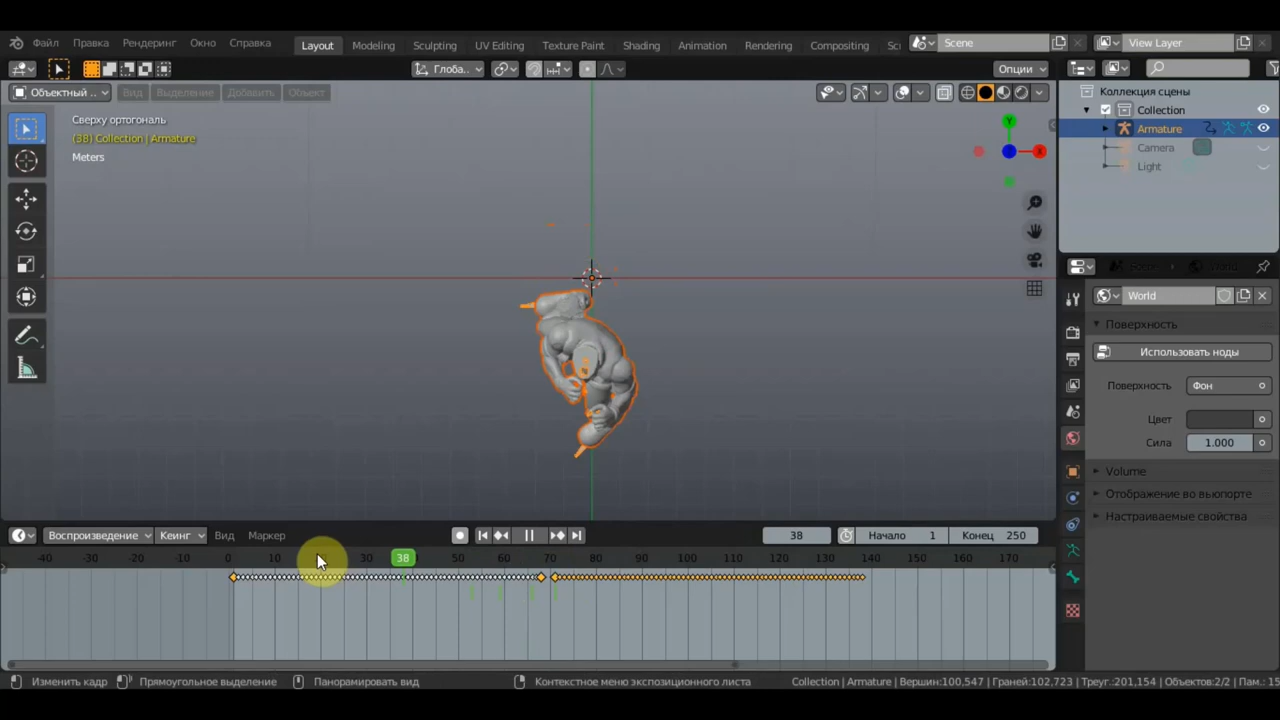 Файл Правка Рендеринг Окно Справка Layout Modeling Sculpting UV Editing Texture Paint Shading Animation Rendering Compositing Sc Scene View Layer
Глоба... Опции
Объектный ... Вид Выделение Добавить Объект
Сверху ортогональ
(38) Collection | Armature
Meters
Y
X
Коллекция сцены
Collection
Armature
Camera
Light
Scene World
World
Поверхность
Использовать ноды
Поверхность Фон
Цвет
Сила 1.000
Volume
Отображение во вьюпорте
Настраиваемые свойства
Воспроизведение Кеинг Вид Маркер 38 Начало 1 Конец 250
-40 -30 -20 -10 0 10 30 38 50 60 70 80 90 100 110 120 130 140 150 160 170
Изменить кадр Прямоугольное выделение Панорамировать вид Контекстное меню экспозиционного листа Collection | Armature | Вершин:100,547 | Граней:102,723 | Треуг.:201,154 | Объектов:2/2 | Пам.: 15